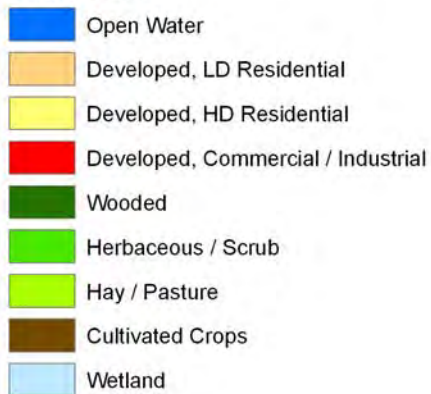 Open Water
Developed, LD Residential
Developed, HD Residential
Developed, Commercial / Industrial
Wooded
Herbaceous / Scrub
Hay / Pasture
Cultivated Crops
Wetland